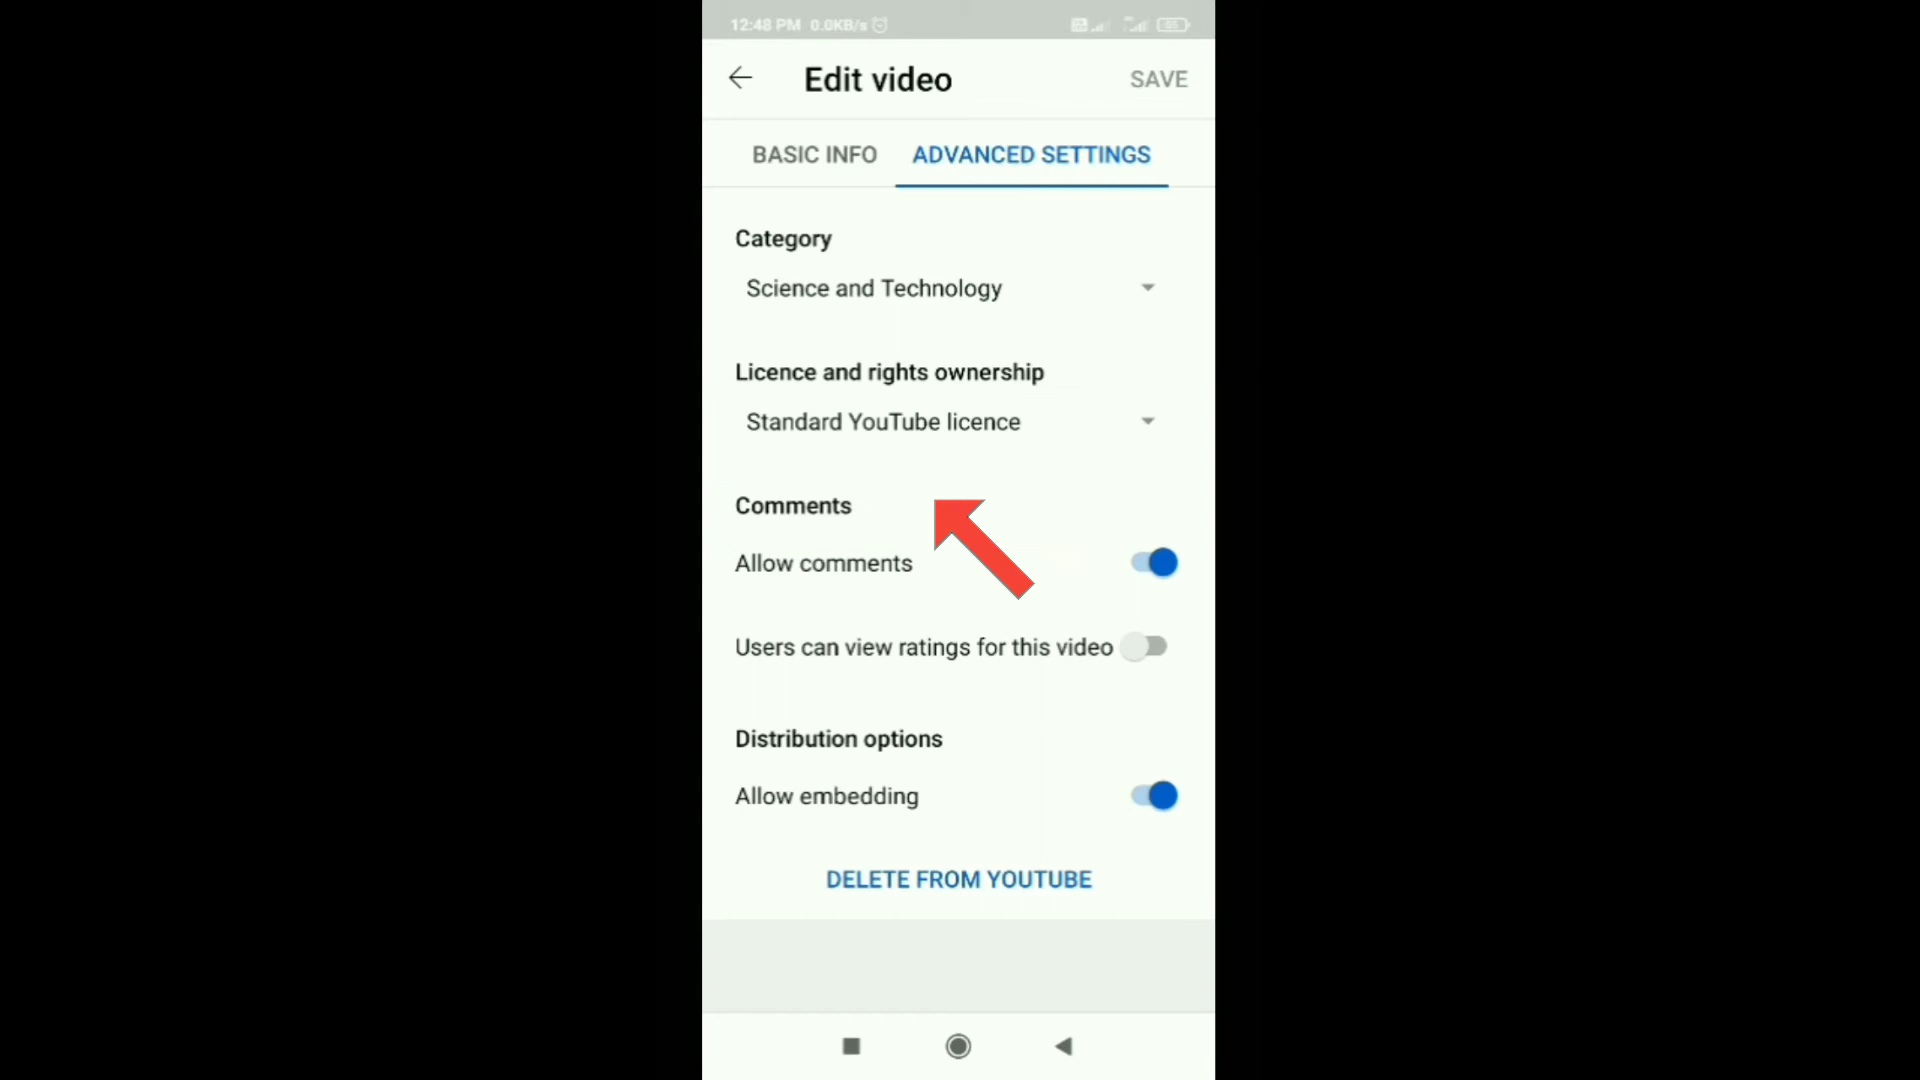 12:48 PM 0.0KB/s
Edit video
SAVE
BASIC INFO
ADVANCED SETTINGS
Category
Science and Technology
Licence and rights ownership
Standard YouTube licence
Comments
Allow comments
Users can view ratings for this video
Distribution options
Allow embedding
DELETE FROM YOUTUBE